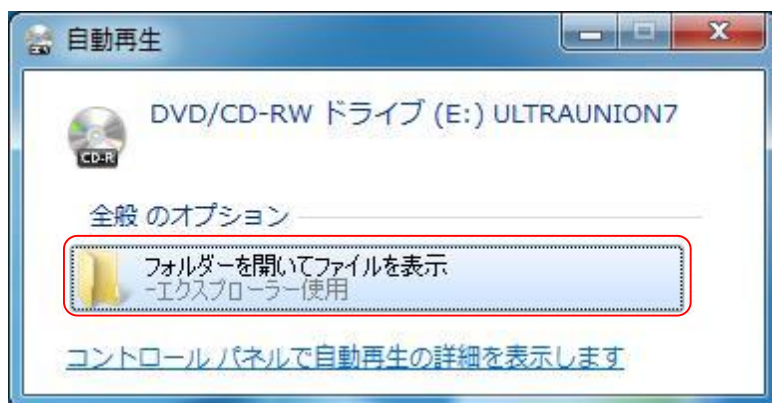 自動再生
DVD/CD-RW ドライブ (E:) ULTRAUNION7
CD-R
全般 のオプション
フォルダーを開いてファイルを表示
-エクスプローラー使用
コントロール パネルで自動再生の詳細を表示します